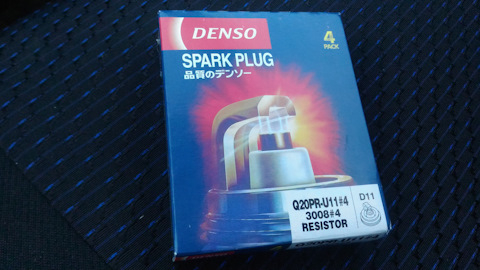 DENSO
4
PACK
SPARK PLUG
品質のデンソー
Q20PR-U11#4
3008#4
RESISTOR
D11